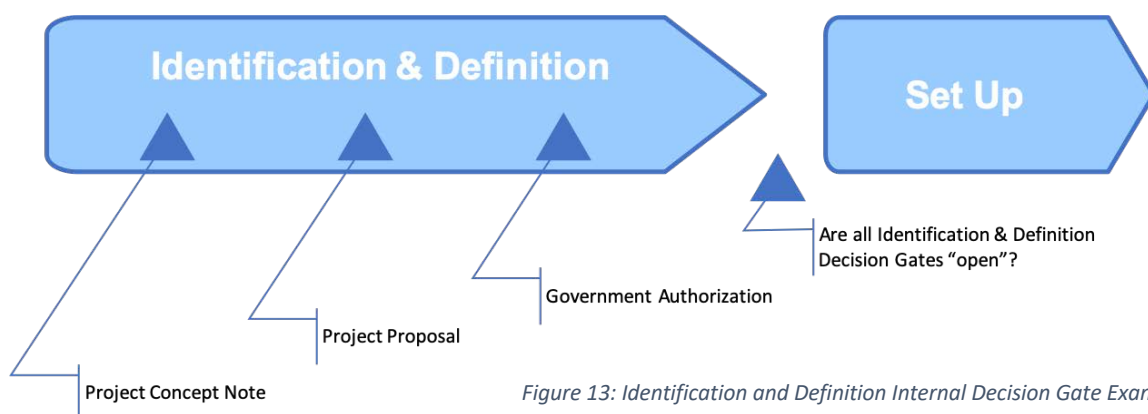 Identification & Definition
Set Up
Are all Identification & Definition
Decision Gates “open”?
Government Authorization
Project Proposal
Project Concept Note
Figure 13: Identification and Definition Internal Decision Gate